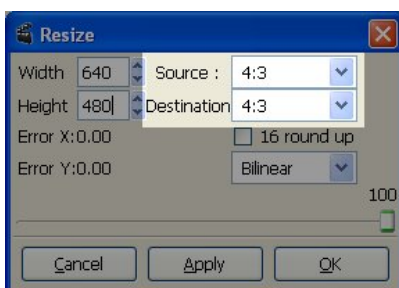 Resize
Width 640 Source : 4:3
Height 480 Destination 4:3
Error X:0.00 16 round up
Error Y:0.00 Bilinear
100
Cancel Apply OK